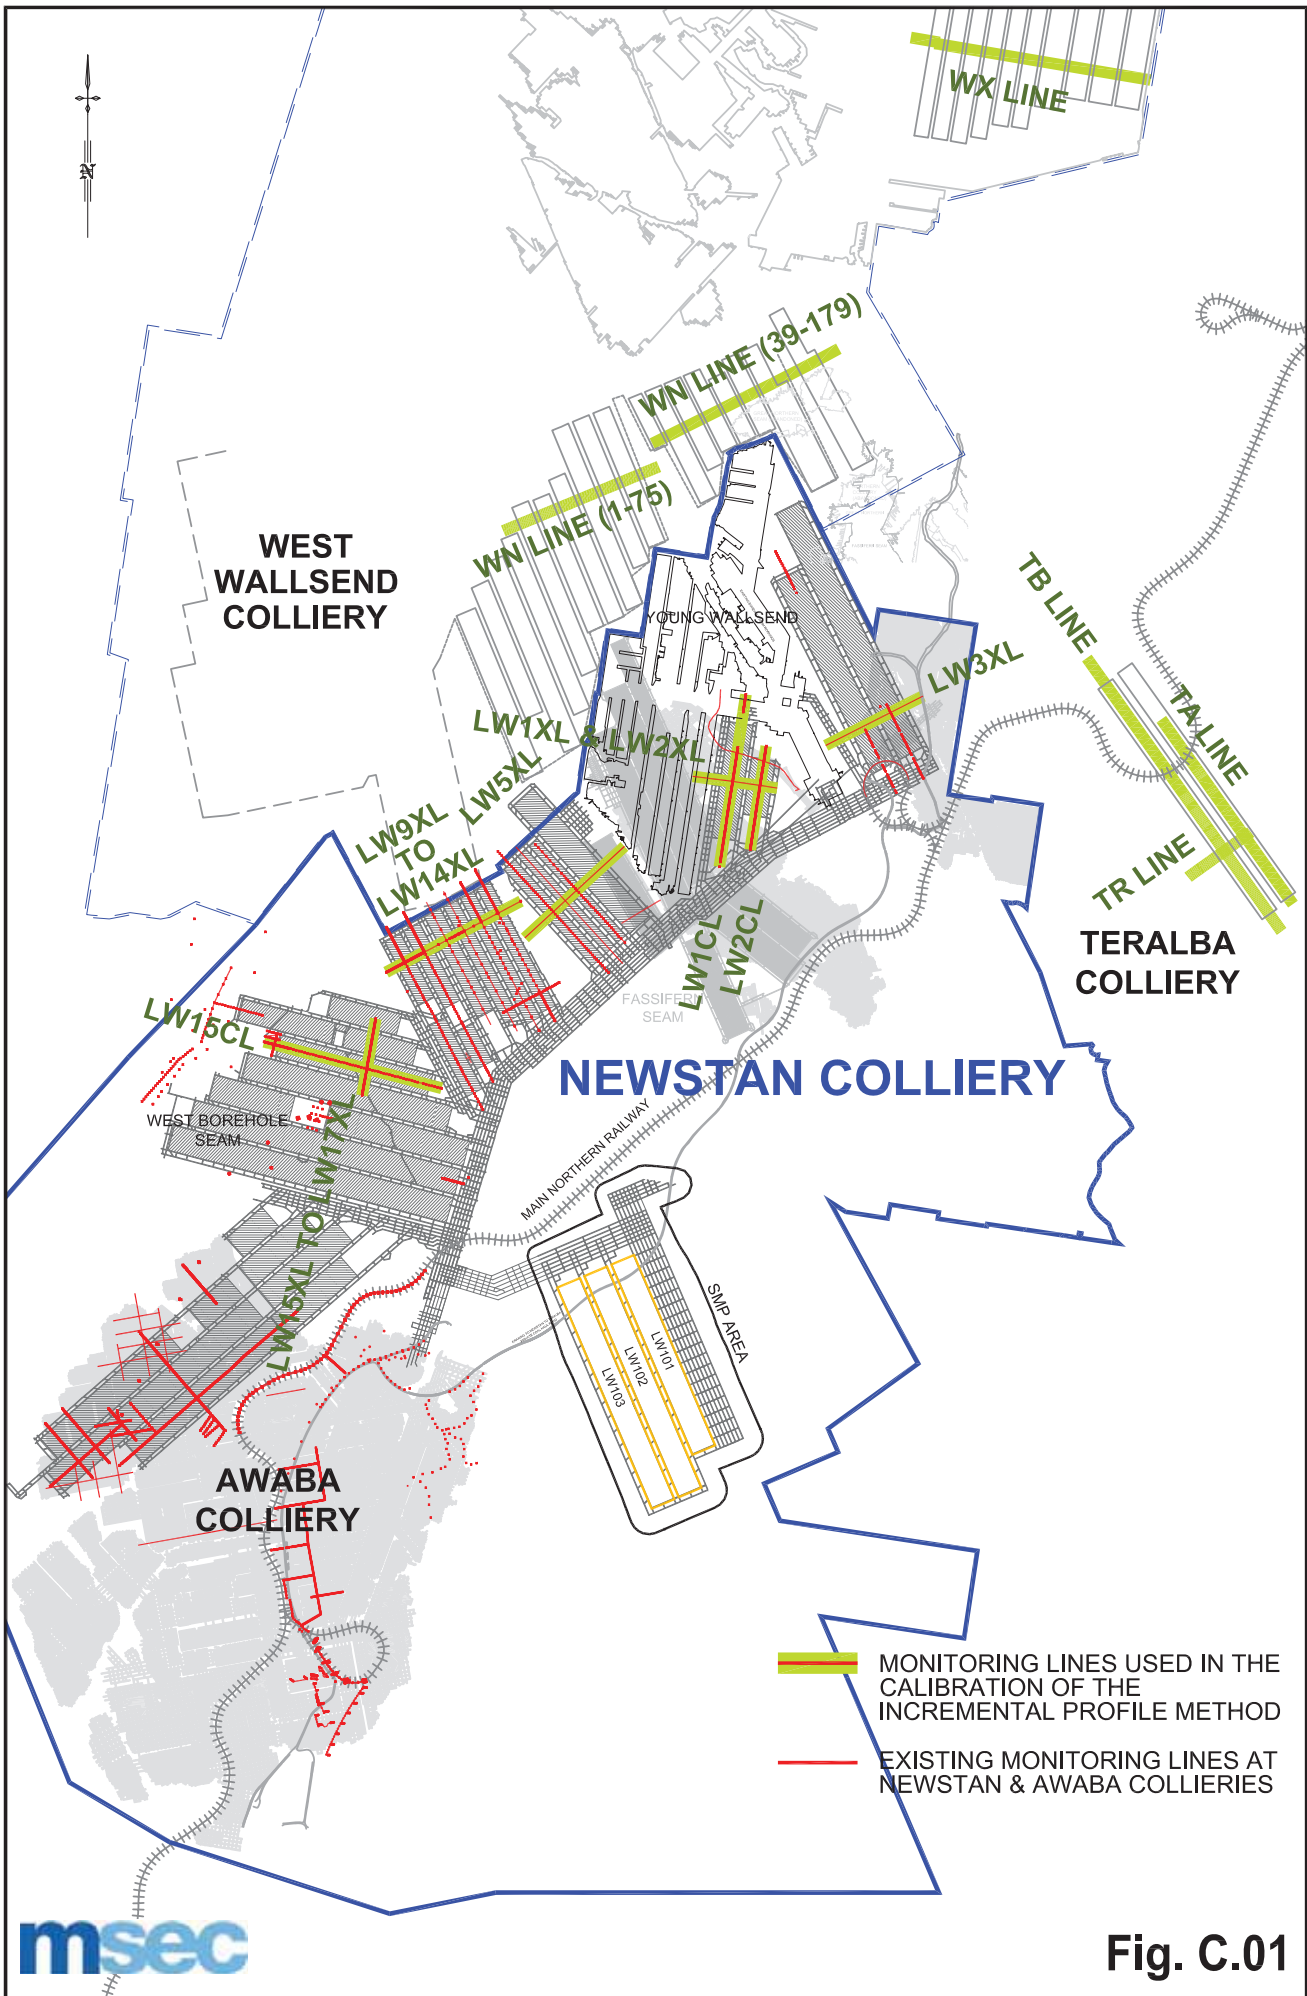 WX LINE
N
WN LINE (39-179)
WN LINE (1-75)
WEST
WALLSEND
COLLIERY
YOUNG WALLSEND
TB LINE
TA LINE
TR LINE
LW3XL
LW1XL & LW2XL
LW5XL
LW9XL
TO
LW14XL
LW1CL
LW2CL
TERALBA
COLLIERY
FASSIFERN
SEAM
LW15CL
NEWSTAN COLLIERY
WEST BOREHOLE
SEAM
LW15XL TO LW17XL
MAIN NORTHERN RAILWAY
SMP AREA
LW101
LW102
LW103
AWABA
COLLIERY
MONITORING LINES USED IN THE
CALIBRATION OF THE
INCREMENTAL PROFILE METHOD
EXISTING MONITORING LINES AT
NEWSTAN & AWABA COLLIERIES
msec
Fig. C.01